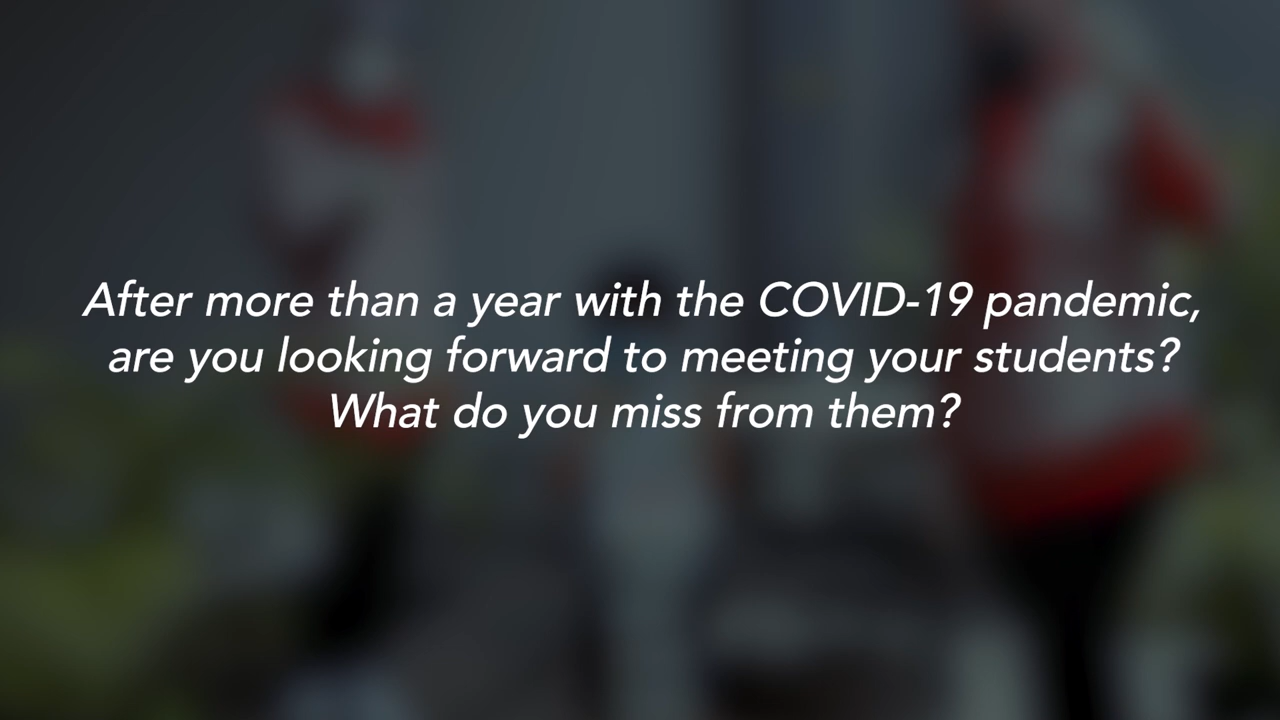 After more than a year with the COVID-19 pandemic,
are you looking forward to meeting your students?
What do you miss from them?